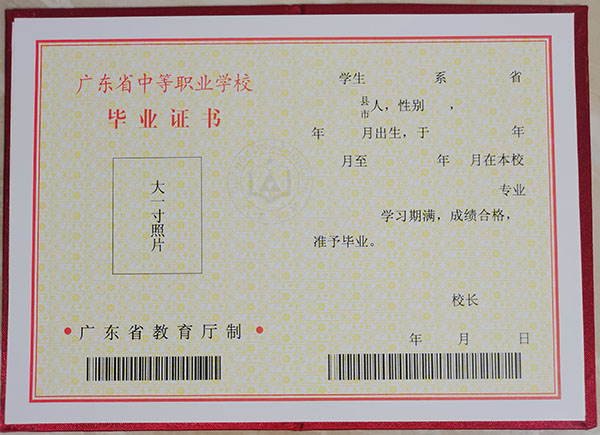 广东省中等职业学校
毕业证书
大一寸照片
• 广东省教育厅制 •
学生 系 省
县
市 人，性别 ，
年 月出生，于 年
月至 年 月在本校
专业
学习期满，成绩合格，
准予毕业。
校长
年 月 日